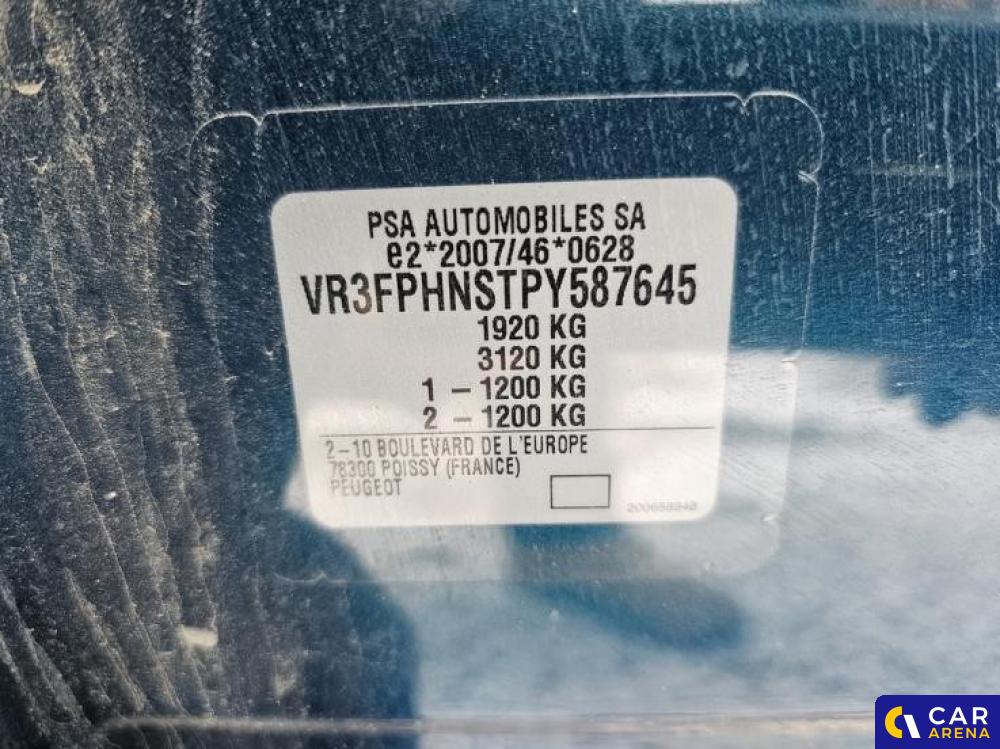 PSA AUTOMOBILES SA
e2*2007/46*0628
VR3FPHNSTPY587645
1920 KG
3120 KG
1 – 1200 KG
2 – 1200 KG
2–10 BOULEVARD DE L'EUROPE
78300 POISSY (FRANCE)
PEUGEOT
CAR
ARENA